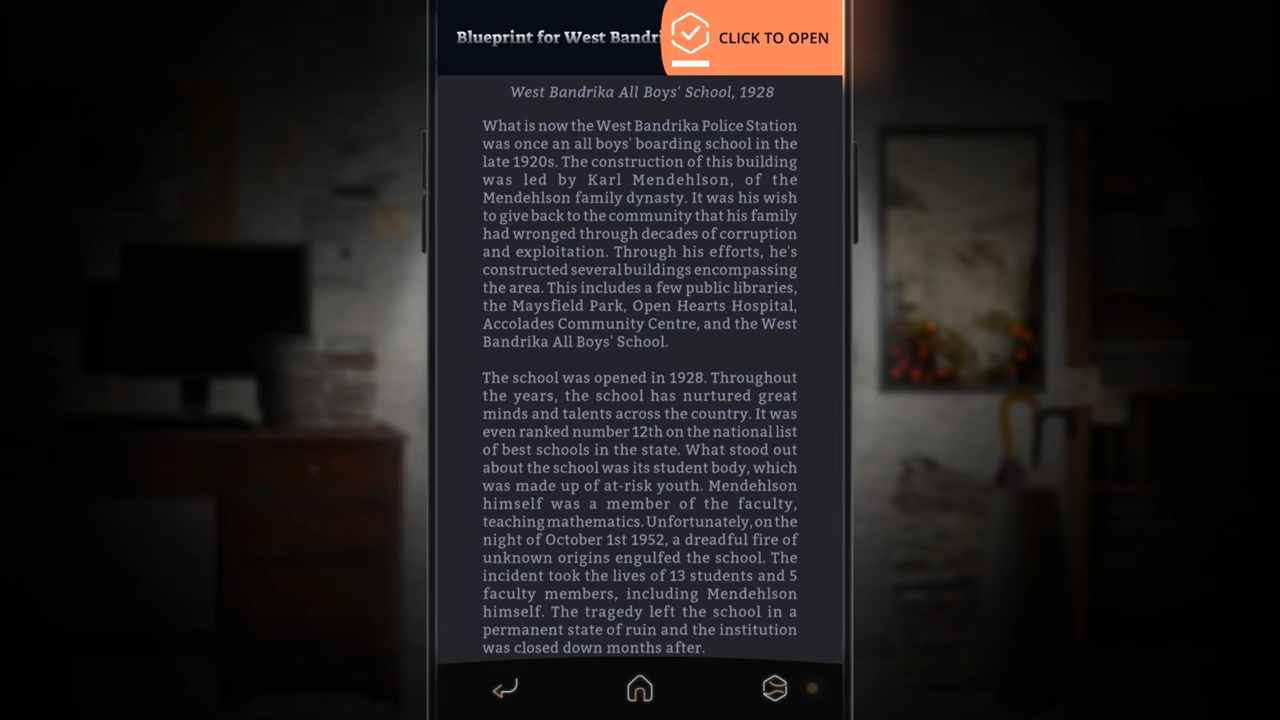 Blueprint for West Bandri
CLICK TO OPEN
West Bandrika All Boys' School, 1928
What is now the West Bandrika Police Station
was once an all boys' boarding school in the
late 1920s. The construction of this building
was led by Karl Mendehlson, of the
Mendehlson family dynasty. It was his wish
to give back to the community that his family
had wronged through decades of corruption
and exploitation. Through his efforts, he's
constructed several buildings encompassing
the area. This includes a few public libraries,
the Maysfield Park, Open Hearts Hospital,
Accolades Community Centre, and the West
Bandrika All Boys' School.
The school was opened in 1928. Throughout
the years, the school has nurtured great
minds and talents across the country. It was
even ranked number 12th on the national list
of best schools in the state. What stood out
about the school was its student body, which
was made up of at-risk youth. Mendehlson
himself was a member of the faculty,
teaching mathematics. Unfortunately, on the
night of October 1st 1952, a dreadful fire of
unknown origins engulfed the school. The
incident took the lives of 13 students and 5
faculty members, including Mendehlson
himself. The tragedy left the school in a
permanent state of ruin and the institution
was closed down months after.